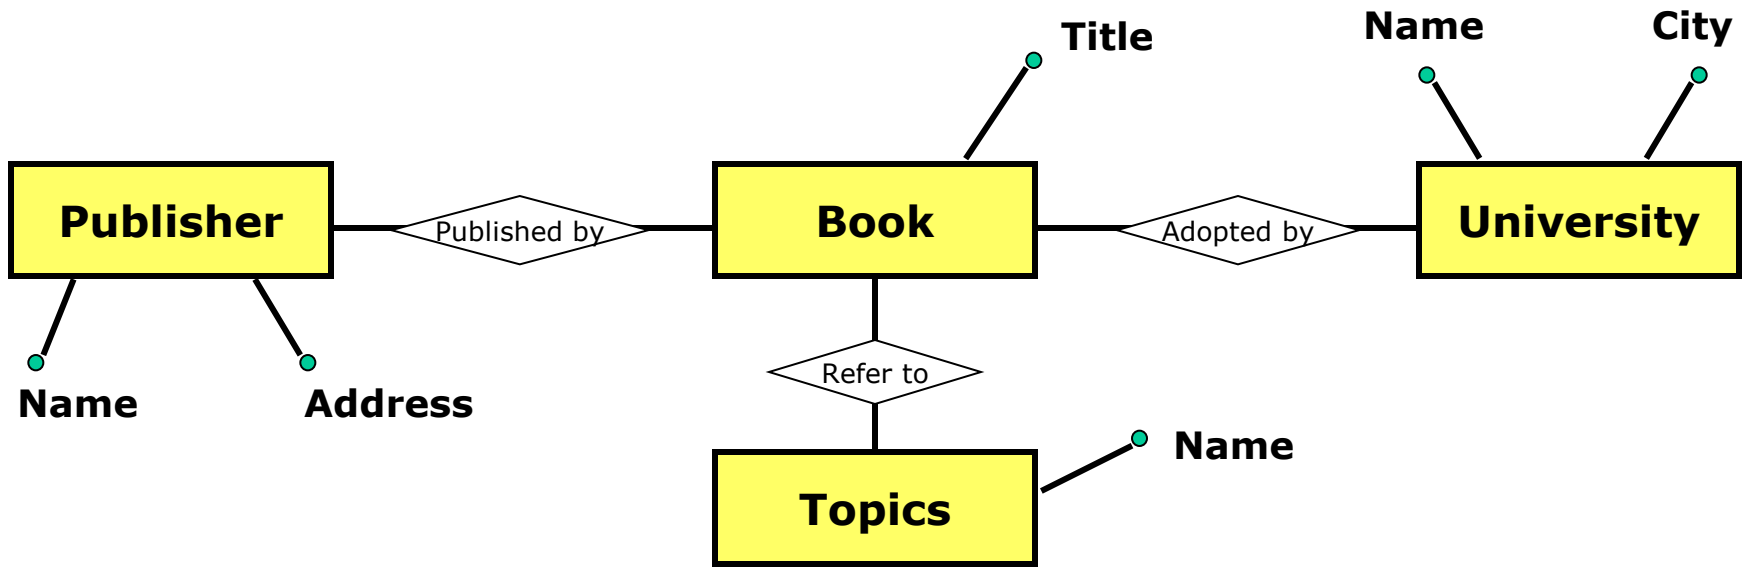 Title
Name
City
Publisher
Published by
Book
Adopted by
University
Refer to
Name
Address
Topics
Name